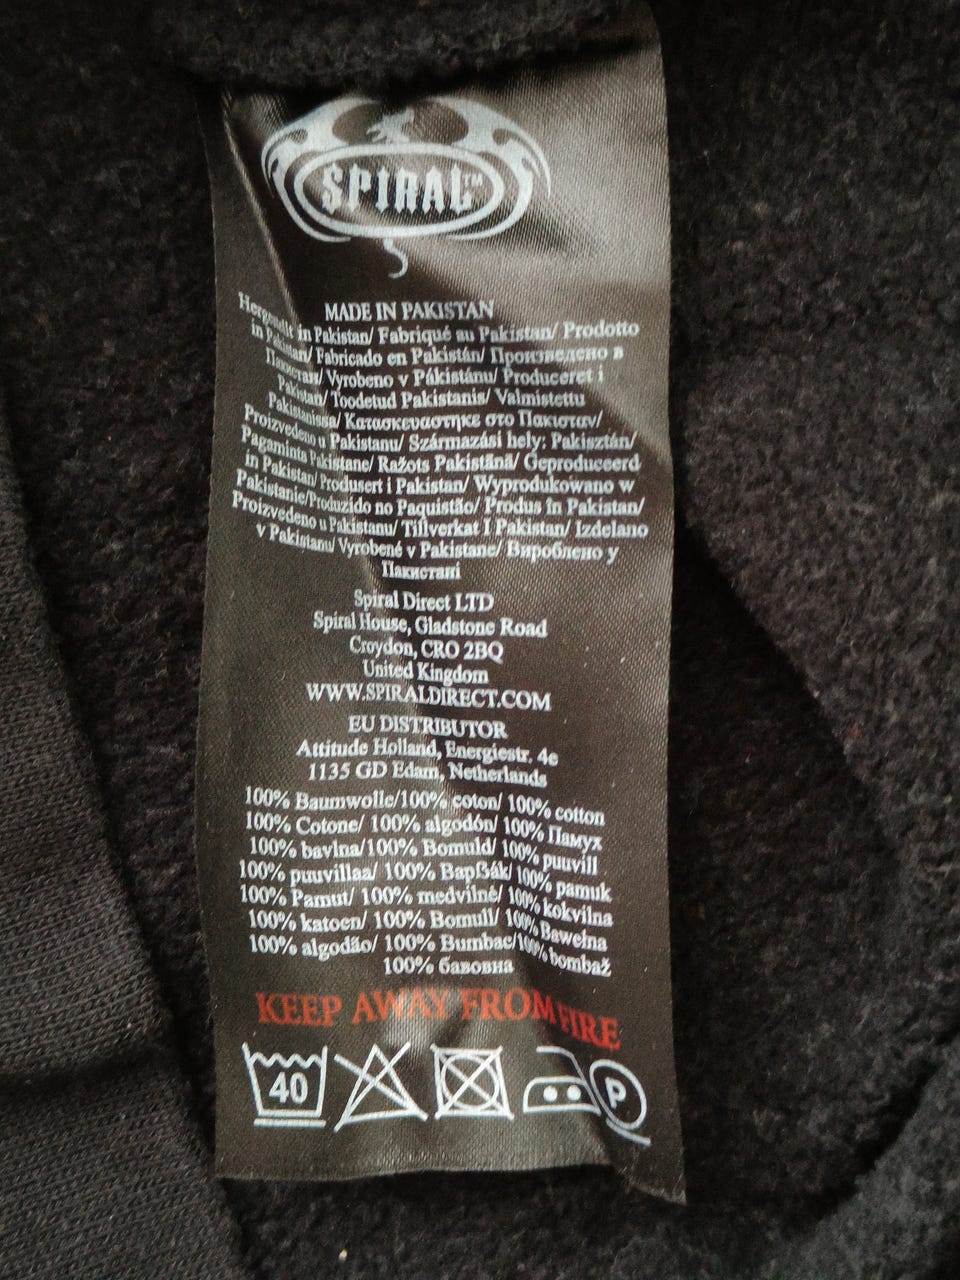 SPIRAL™
MADE IN PAKISTAN
Hergestellt in Pakistan/ Fabriqué au Pakistan/ Prodotto
in Pakistan/ Fabricado en Pakistán/ Произведено в
Пакистан/ Vyrobeno v Pákistánu/ Produceret i
Pakistan/ Toodetud Pakistanis/ Valmistettu
Pakistanissa/ Κατασκευαστηκε στο Πακισταν/
Proizvedeno u Pakistanu/ Származási hely: Pakisztán/
Pagaminta Pakistane/ Ražots Pakistānā/ Geproduceerd
in Pakistan/ Produsert i Pakistan/ Wyprodukowano w
Pakistanie/Produzido no Paquistão/ Produs în Pakistan/
Proizvedeno u Pakistanu/ Tillverkat I Pakistan/ Izdelano
v Pakistanu/ Vyrobené v Pakistane/ Вироблено у
Пакистані
Spiral Direct LTD
Spiral House, Gladstone Road
Croydon, CRO 2BQ
United Kingdom
WWW.SPIRALDIRECT.COM
EU DISTRIBUTOR
Attitude Holland, Energiestr. 4e
1135 GD Edam, Netherlands
100% Baumwolle/100% coton/ 100% cotton
100% Cotone/ 100% algodón/ 100% Памух
100% bavlna/100% Bomuld/ 100% puuvill
100% puuvillaa/ 100% Βαρβάκ/ 100% pamuk
100% Pamut/ 100% medvilnė/ 100% kokvilna
100% katoen/ 100% Bomull/ 100% Bawełna
100% algodão/ 100% Bumbac/100% bombaž
100% бавовна
KEEP AWAY FROM FIRE
40
P